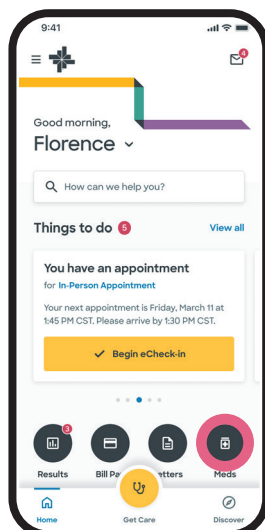 9:41
4
Good morning,
Florence
How can we help you?
Things to do 5 View all
You have an appointment
for In-Person Appointment
Your next appointment is Friday, March 11 at
1:45 PM CST. Please arrive by 1:30 PM CST.
Begin eCheck-in
3
Results Bill Pa etters Meds
Home Get Care Discover